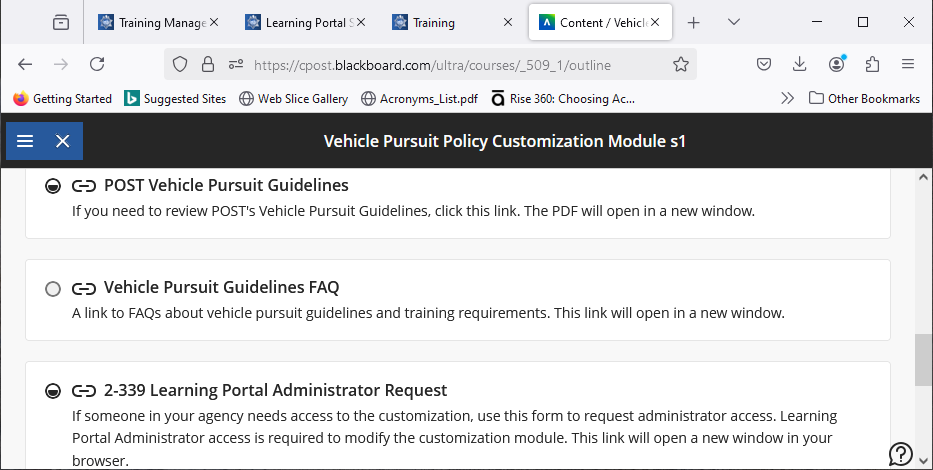 Training Manage
Learning Portal S
Training
Content / Vehicl
https://cpost.blackboard.com/ultra/courses/_509_1/outline
Getting Started
Suggested Sites
Web Slice Gallery
Acronyms_List.pdf
Rise 360: Choosing Ac...
Other Bookmarks
Vehicle Pursuit Policy Customization Module s1
POST Vehicle Pursuit Guidelines
If you need to review POST's Vehicle Pursuit Guidelines, click this link. The PDF will open in a new window.
Vehicle Pursuit Guidelines FAQ
A link to FAQs about vehicle pursuit guidelines and training requirements. This link will open in a new window.
2-339 Learning Portal Administrator Request
If someone in your agency needs access to the customization, use this form to request administrator access. Learning
Portal Administrator access is required to modify the customization module. This link will open a new window in your
browser.